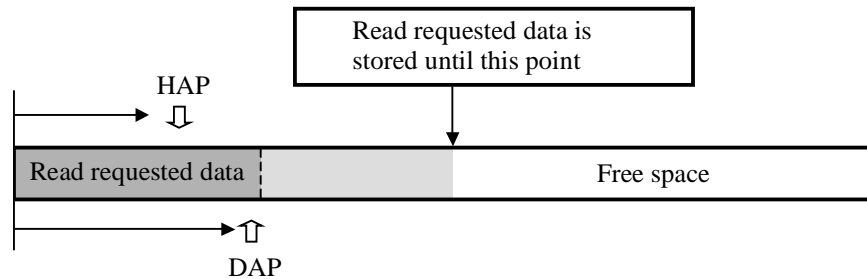 Read requested data is
stored until this point
HAP
Read requested data
Free space
DAP